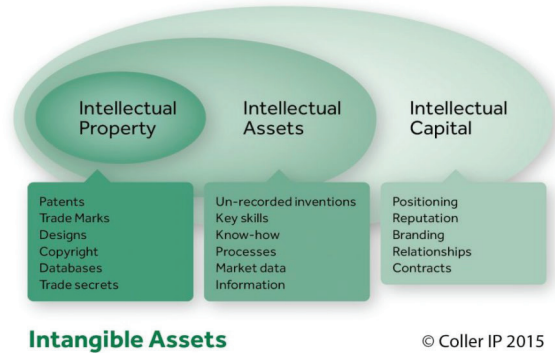 Intellectual
Property
Intellectual
Assets
Intellectual
Capital
Patents
Trade Marks
Designs
Copyright
Databases
Trade secrets
Un-recorded inventions
Key skills
Know-how
Processes
Market data
Information
Positioning
Reputation
Branding
Relationships
Contracts
Intangible Assets
© Coller IP 2015